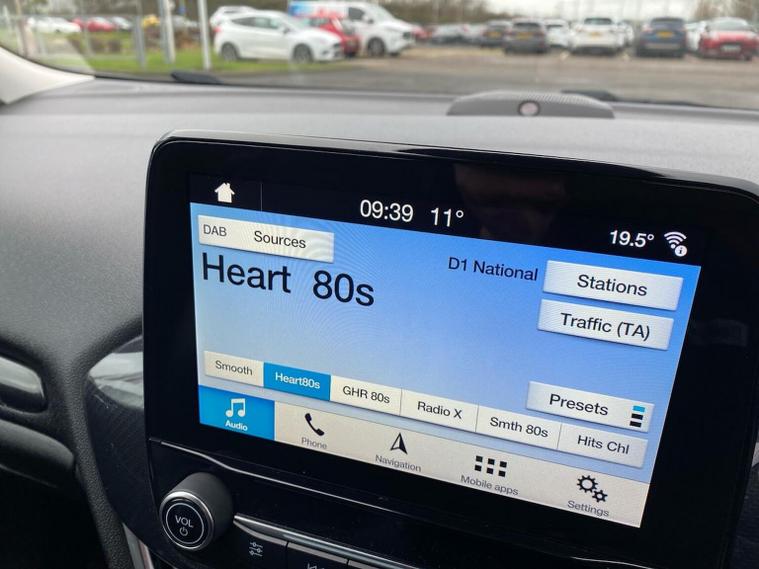 09:39 11° 19.5°
DAB Sources
Heart 80s
D1 National
Stations
Traffic (TA)
Presets
Smooth Heart80s GHR 80s Radio X Smth 80s Hits Chl
Audio Phone Navigation Mobile apps Settings
VOL